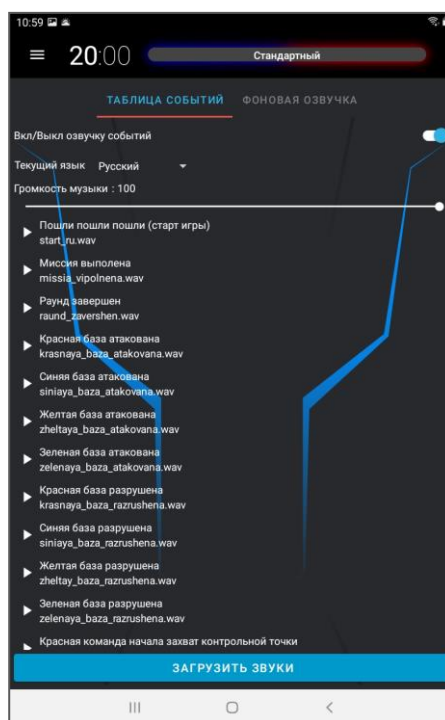 10:59
20:00 Стандартный
ТАБЛИЦА СОБЫТИЙ ФОНОВАЯ ОЗВУЧКА
Вкл/Выкл озвучку событий
Текущий язык Русский
Громкость музыки : 100
Пошли пошли пошли (старт игры)
start_ru.wav
Миссия выполена
missia_vipolnena.wav
Раунд завершен
raund_zavershen.wav
Красная база атакована
krasnaya_baza_atakovana.wav
Синяя база атакована
siniaya_baza_atakovana.wav
Желтая база атакована
zheltaya_baza_atakovana.wav
Зеленая база атакована
zelenaya_baza_atakovana.wav
Красная база разрушена
krasnaya_baza_razrushena.wav
Синяя база разрушена
siniaya_baza_razrushena.wav
Желтая база разрушена
zheltay_baza_razrushena.wav
Зеленая база разрушена
zelenaya_baza_razrushena.wav
Красная команда начала захват контрольной точки
ЗАГРУЗИТЬ ЗВУКИ